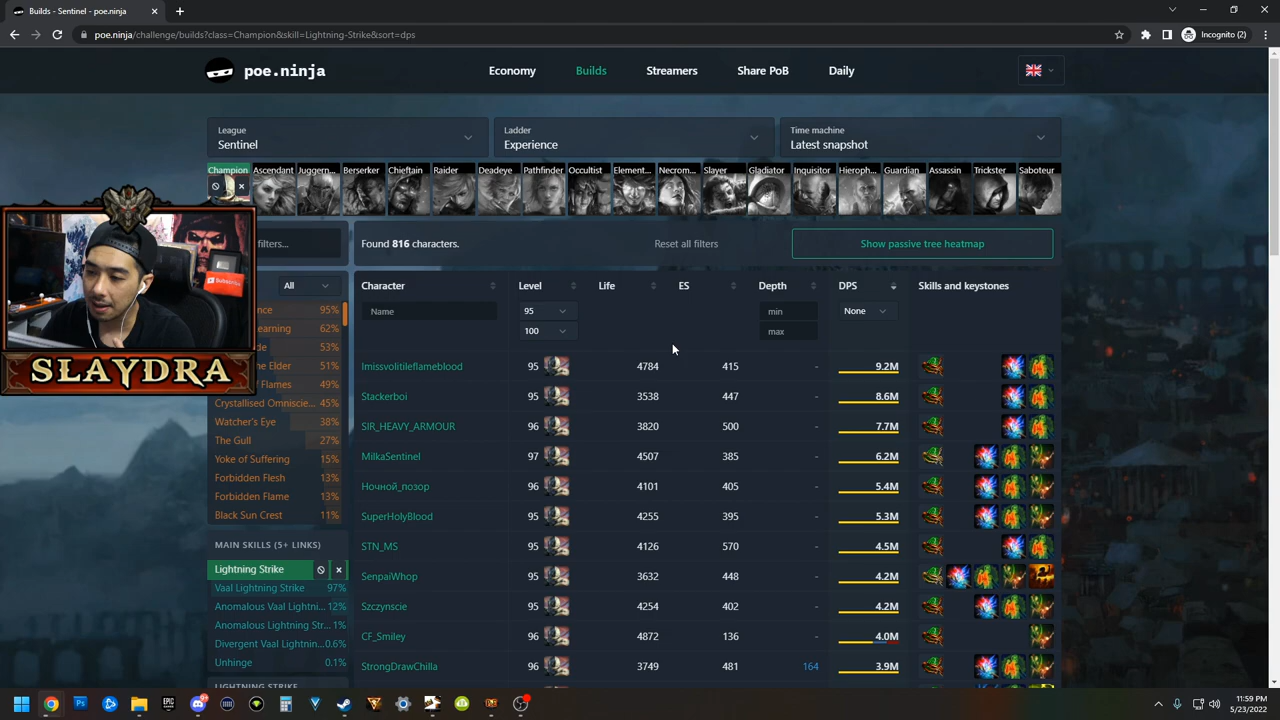 Builds - Sentinel - poe.ninja
Incognito (2)
poe.ninja/challenge/builds?class=Champion&skill=Lightning-Strike&sort=dps
poe.ninja
Economy
Builds
Streamers
Share PoB
Daily
League
Sentinel
Ladder
Experience
Time machine
Latest snapshot
Champion Ascendant Juggern... Berserker Chieftain Raider Deadeye Pathfinder Occultist Element... Necrom... Slayer Gladiator Inquisitor Hieroph... Guardian Assassin Trickster Saboteur
filters...
Found 816 characters.
Reset all filters
Show passive tree heatmap
All
95%
62%
53%
51%
Flames 49%
Crystallised Omniscie... 45%
Watcher's Eye 38%
The Gull 27%
Yoke of Suffering 15%
Forbidden Flesh 13%
Forbidden Flame 13%
Black Sun Crest 11%
MAIN SKILLS (5+ LINKS)
Lightning Strike
Vaal Lightning Strike 97%
Anomalous Vaal Lightni... 12%
Anomalous Lightning Str... 1%
Divergent Vaal Lightnin... 0.6%
Unhinge 0.1%
Character Level Life ES Depth DPS Skills and keystones
Name 95 min None
100 max
Imissvolitileflameblood 95 4784 415 - 9.2M
Stackerboi 95 3538 447 - 8.6M
SIR_HEAVY_ARMOUR 96 3820 500 - 7.7M
MilkaSentinel 97 4507 385 - 6.2M
Ночной_позор 96 4101 405 - 5.4M
SuperHolyBlood 95 4255 395 - 5.3M
STN_MS 95 4126 570 - 4.5M
SenpaiWhop 95 3632 448 - 4.2M
Szczynscie 95 4254 402 - 4.2M
CF_Smiley 96 4872 136 - 4.0M
StrongDrawChilla 96 3749 481 164 3.9M
SLAYDRA
Subscribe
11:59 PM
5/23/2022